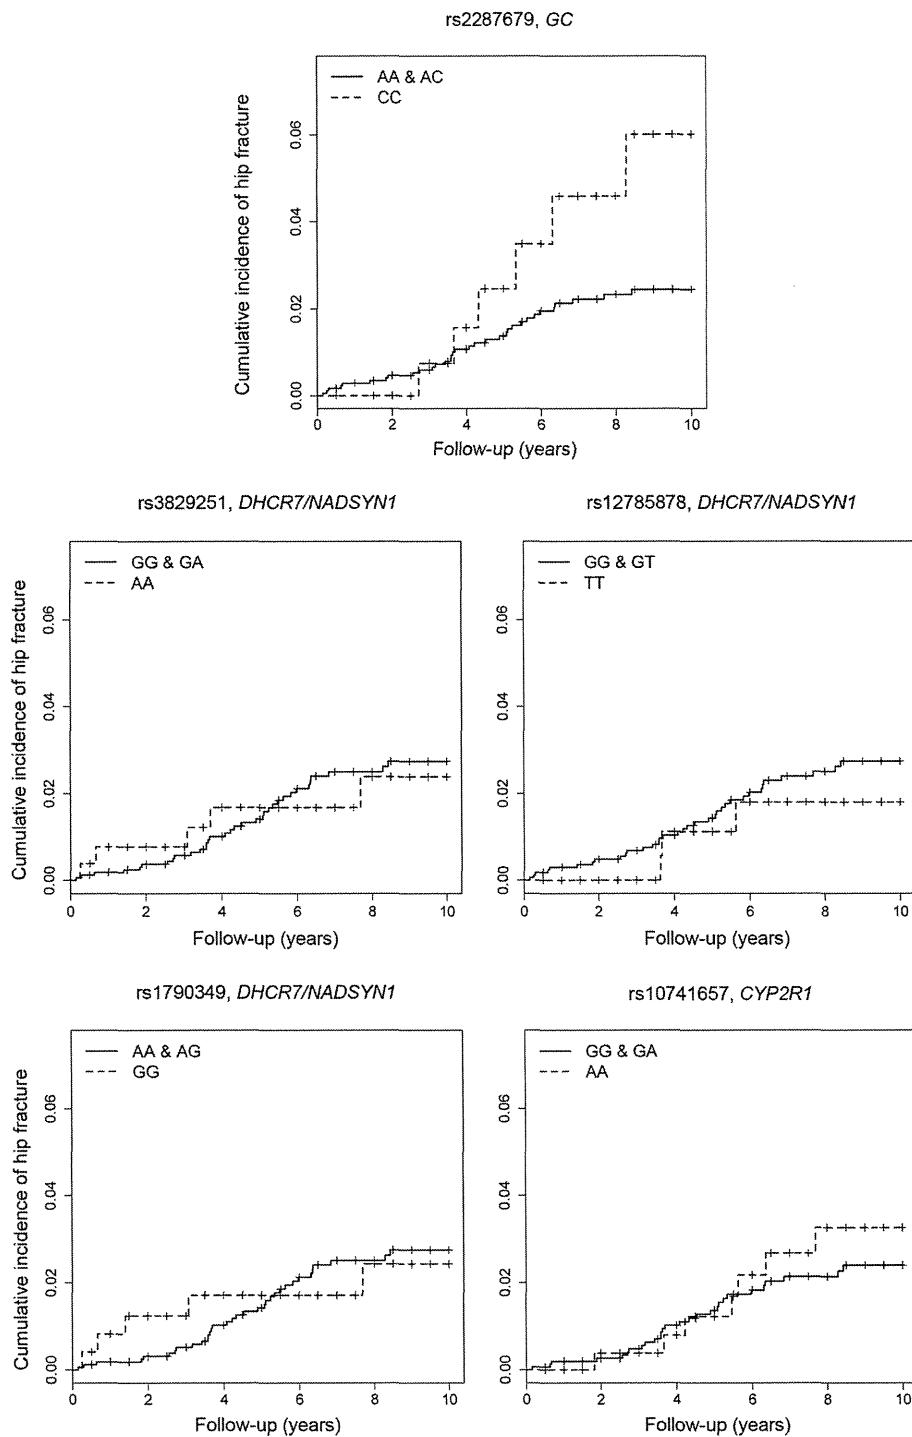 rs2287679, GC
AA & AC
CC
Cumulative incidence of hip fracture
0.00 0.02 0.04 0.06
0 2 4 6 8 10
Follow-up (years)
rs3829251, DHCR7/NADSYN1
GG & GA
AA
Cumulative incidence of hip fracture
0.00 0.02 0.04 0.06
0 2 4 6 8 10
Follow-up (years)
rs12785878, DHCR7/NADSYN1
GG & GT
TT
0.00 0.02 0.04 0.06
0 2 4 6 8 10
Follow-up (years)
rs1790349, DHCR7/NADSYN1
AA & AG
GG
Cumulative incidence of hip fracture
0.00 0.02 0.04 0.06
0 2 4 6 8 10
Follow-up (years)
rs10741657, CYP2R1
GG & GA
AA
0.00 0.02 0.04 0.06
0 2 4 6 8 10
Follow-up (years)